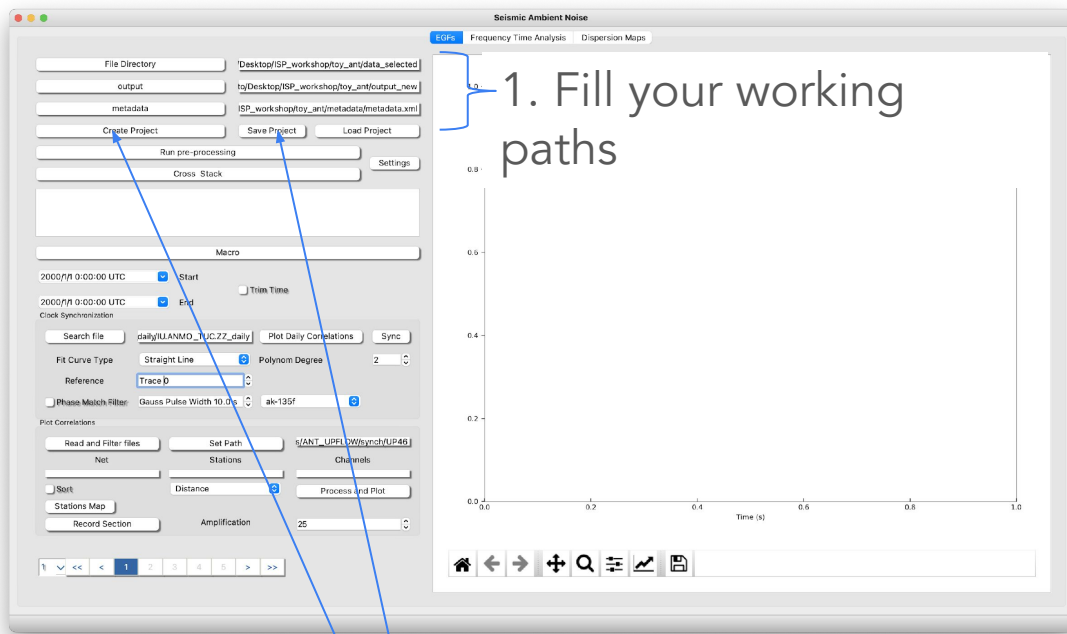 Seismic Ambient Noise
EGFs Frequency Time Analysis Dispersion Maps
File Directory 'Desktop/ISP_workshop/toy_ant/data_selected
output to/Desktop/ISP_workshop/toy_ant/output_new
metadata ISP_workshop/toy_ant/metadata/metadata.xml
Create Project Save Project Load Project
1. Fill your working
paths
Run pre-processing
Settings
Cross Stack
Macro
2000/1/1 0:00:00 UTC Start
Trim Time
2000/1/1 0:00:00 UTC End
Clock Synchronization
Search file daily/IU.ANMO_TUC.ZZ_daily Plot Daily Correlations Sync
Fit Curve Type Straight Line Polynom Degree 2
Reference Trace 0
Phase Match Filter Gauss Pulse Width 10.0 s ak-135f
Plot Correlations
Read and Filter files Set Path s/ANT_UPFLOW/synch/UP46
Net Stations Channels
Sort Distance Process and Plot
Stations Map
Record Section Amplification 25
<< < 1 2 3 4 5 > >>
1.0
0.8
0.6
0.4
0.2
0.0
0.0 0.2 0.4 0.6 0.8 1.0
Time (s)